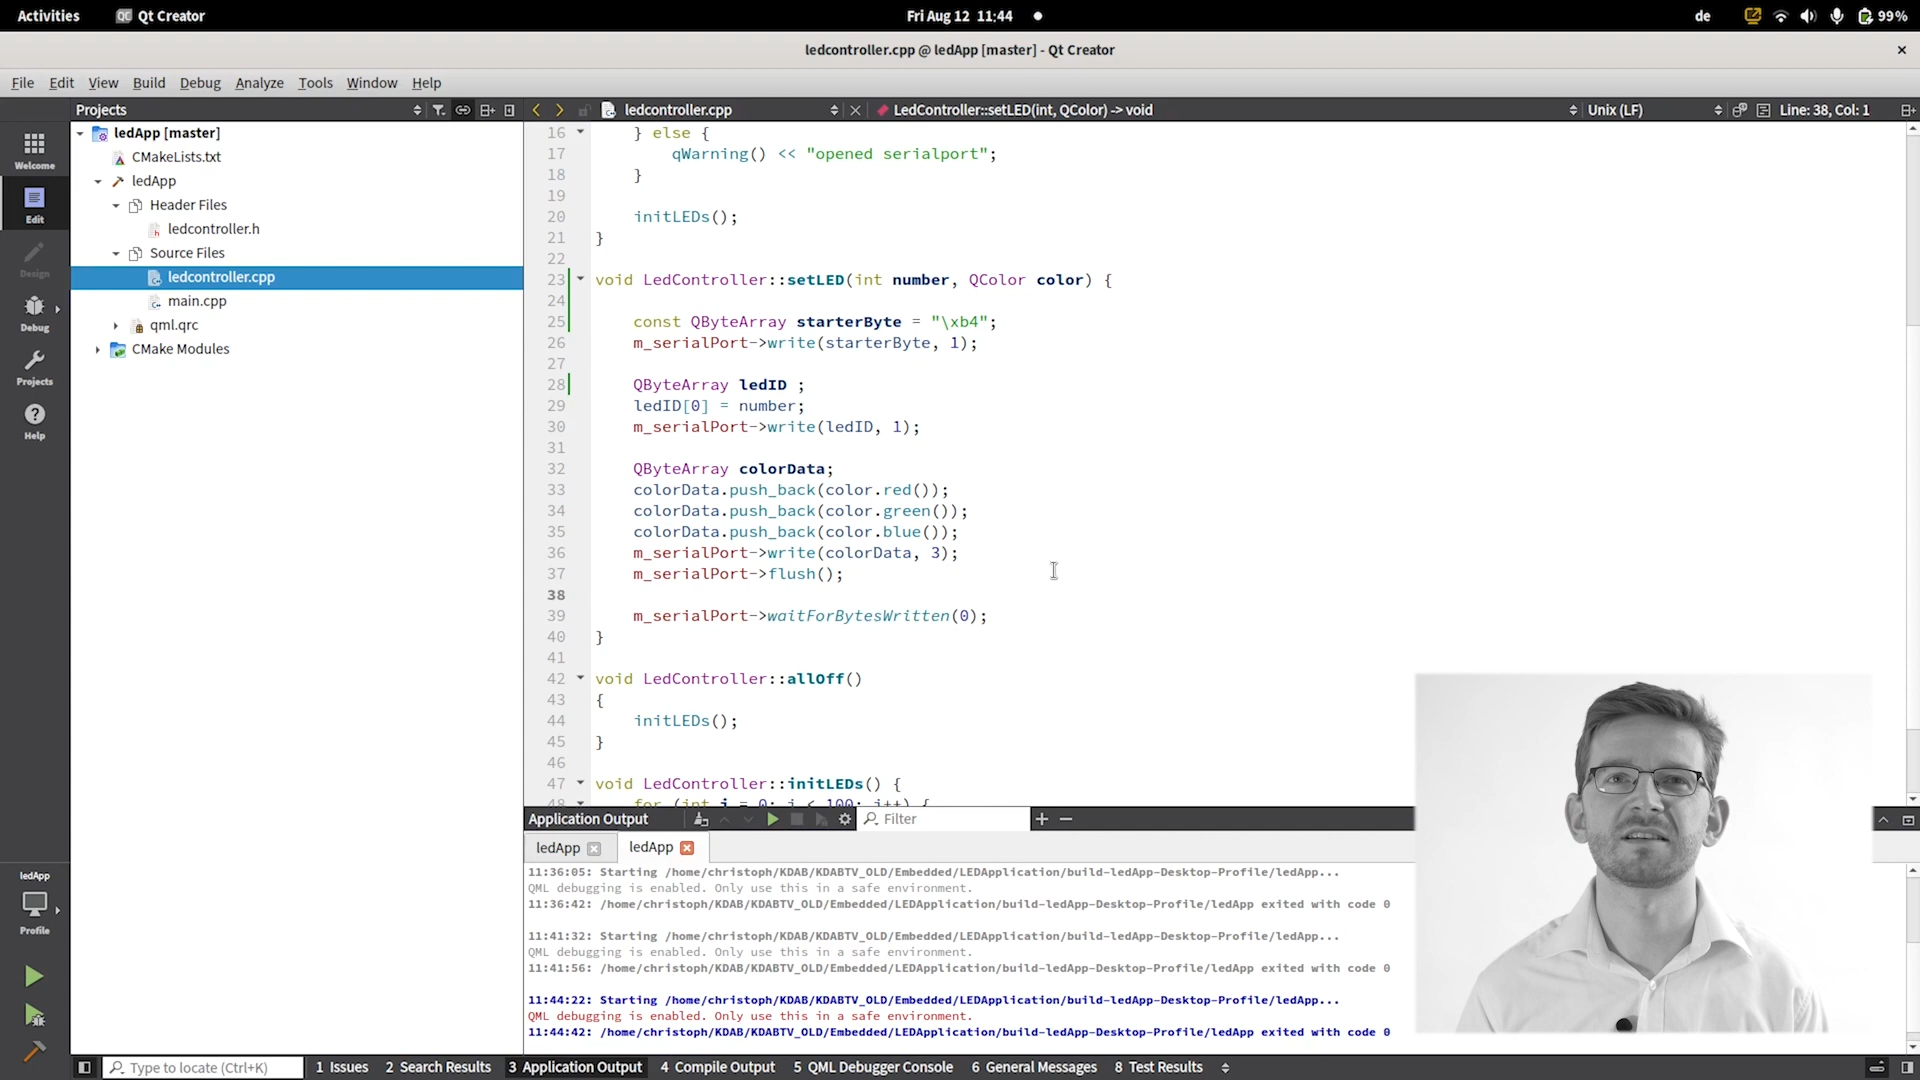 Activities
Qt Creator
Fri Aug 12 11:44
de
99%
ledcontroller.cpp @ ledApp [master] - Qt Creator
File Edit View Build Debug Analyze Tools Window Help
Projects
ledcontroller.cpp
LedController::setLED(int, QColor) -> void
Unix (LF)
Line: 38, Col: 1
Welcome
Edit
Design
Debug
Projects
Help
ledApp
Profile
ledApp [master]
CMakeLists.txt
ledApp
Header Files
ledcontroller.h
Source Files
ledcontroller.cpp
main.cpp
qml.qrc
CMake Modules
16 } else {
17 qWarning() << "opened serialport";
18 }
19
20 initLEDs();
21 }
22
23 void LedController::setLED(int number, QColor color) {
24
25 const QByteArray starterByte = "\xb4";
26 m_serialPort->write(starterByte, 1);
27
28 QByteArray ledID ;
29 ledID[0] = number;
30 m_serialPort->write(ledID, 1);
31
32 QByteArray colorData;
33 colorData.push_back(color.red());
34 colorData.push_back(color.green());
35 colorData.push_back(color.blue());
36 m_serialPort->write(colorData, 3);
37 m_serialPort->flush();
38
39 m_serialPort->waitForBytesWritten(0);
40 }
41
42 void LedController::allOff()
43 {
44 initLEDs();
45 }
46
47 void LedController::initLEDs() {
48 for (int i = 0; i < 100; i++) {
Application Output
Filter
ledApp
ledApp
11:36:05: Starting /home/christoph/KDAB/KDABTV_OLD/Embedded/LEDApplication/build-ledApp-Desktop-Profile/ledApp...
QML debugging is enabled. Only use this in a safe environment.
11:36:42: /home/christoph/KDAB/KDABTV_OLD/Embedded/LEDApplication/build-ledApp-Desktop-Profile/ledApp exited with code 0
11:41:32: Starting /home/christoph/KDAB/KDABTV_OLD/Embedded/LEDApplication/build-ledApp-Desktop-Profile/ledApp...
QML debugging is enabled. Only use this in a safe environment.
11:41:56: /home/christoph/KDAB/KDABTV_OLD/Embedded/LEDApplication/build-ledApp-Desktop-Profile/ledApp exited with code 0
11:44:22: Starting /home/christoph/KDAB/KDABTV_OLD/Embedded/LEDApplication/build-ledApp-Desktop-Profile/ledApp...
QML debugging is enabled. Only use this in a safe environment.
11:44:42: /home/christoph/KDAB/KDABTV_OLD/Embedded/LEDApplication/build-ledApp-Desktop-Profile/ledApp exited with code 0
Type to locate (Ctrl+K)
1 Issues
2 Search Results
3 Application Output
4 Compile Output
5 QML Debugger Console
6 General Messages
8 Test Results